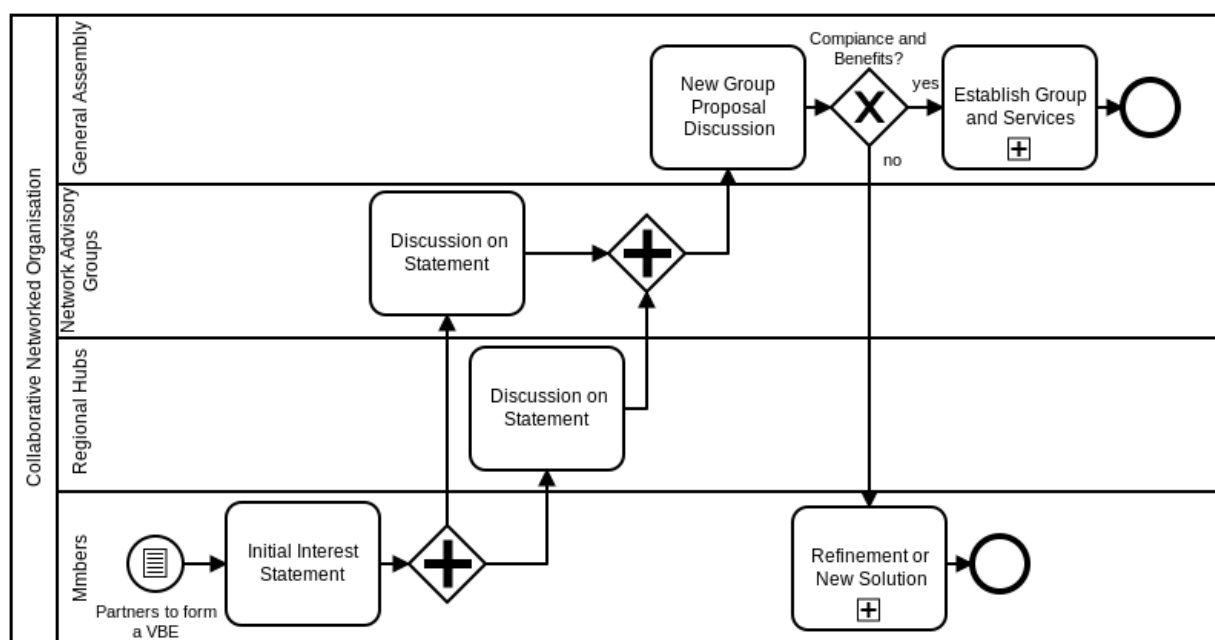 Collaborative Networked Organisation
General Assembly
New Group
Proposal
Discussion
Compliance and
Benefits?
yes
no
Establish Group
and Services
Network Advisory
Groups
Discussion on
Statement
Regional Hubs
Discussion on
Statement
Mmbers
Partners to form
a VBE
Initial Interest
Statement
Refinement or
New Solution